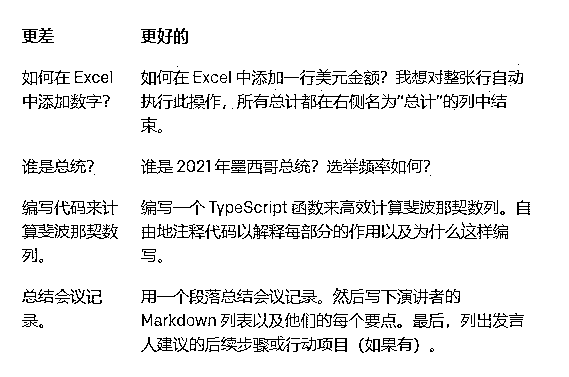 更差 更好的
如何在 Excel 如何在 Excel 中添加一行美元金额？我想对整张行自动
中添加数字？ 执行此操作，所有总计都在右侧名为“总计”的列中结
束。
谁是总统？ 谁是 2021 年墨西哥总统？选举频率如何？
编写代码来计 编写一个 TypeScript 函数来高效计算斐波那契数列。自
算斐波那契数 由地注释代码以解释每部分的作用以及为什么这样编
列。 写。
总结会议记 用一个段落总结会议记录。然后写下演讲者的
录。 Markdown 列表以及他们的每个要点。最后，列出发言
人建议的后续步骤或行动项目（如果有）。